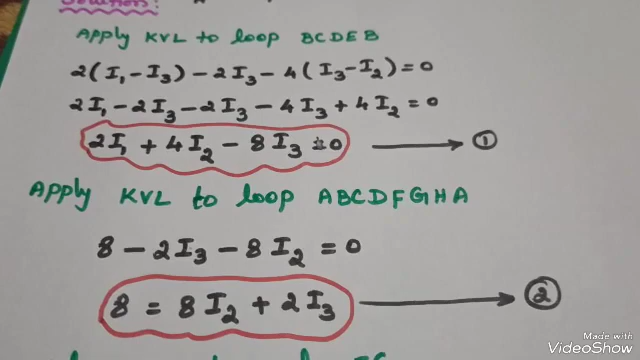 Solution:
Apply KVL to loop BCDEB
2(I₁-I₃)-2I₃-4(I₃-I₂)=0
2I₁-2I₃-2I₃-4I₃+4I₂=0
2I₁+4I₂-8I₃=0 → ①
Apply KVL to loop ABCDFGHA
8-2I₃-8I₂=0
8=8I₂+2I₃ → ②
Made with
VideoShow